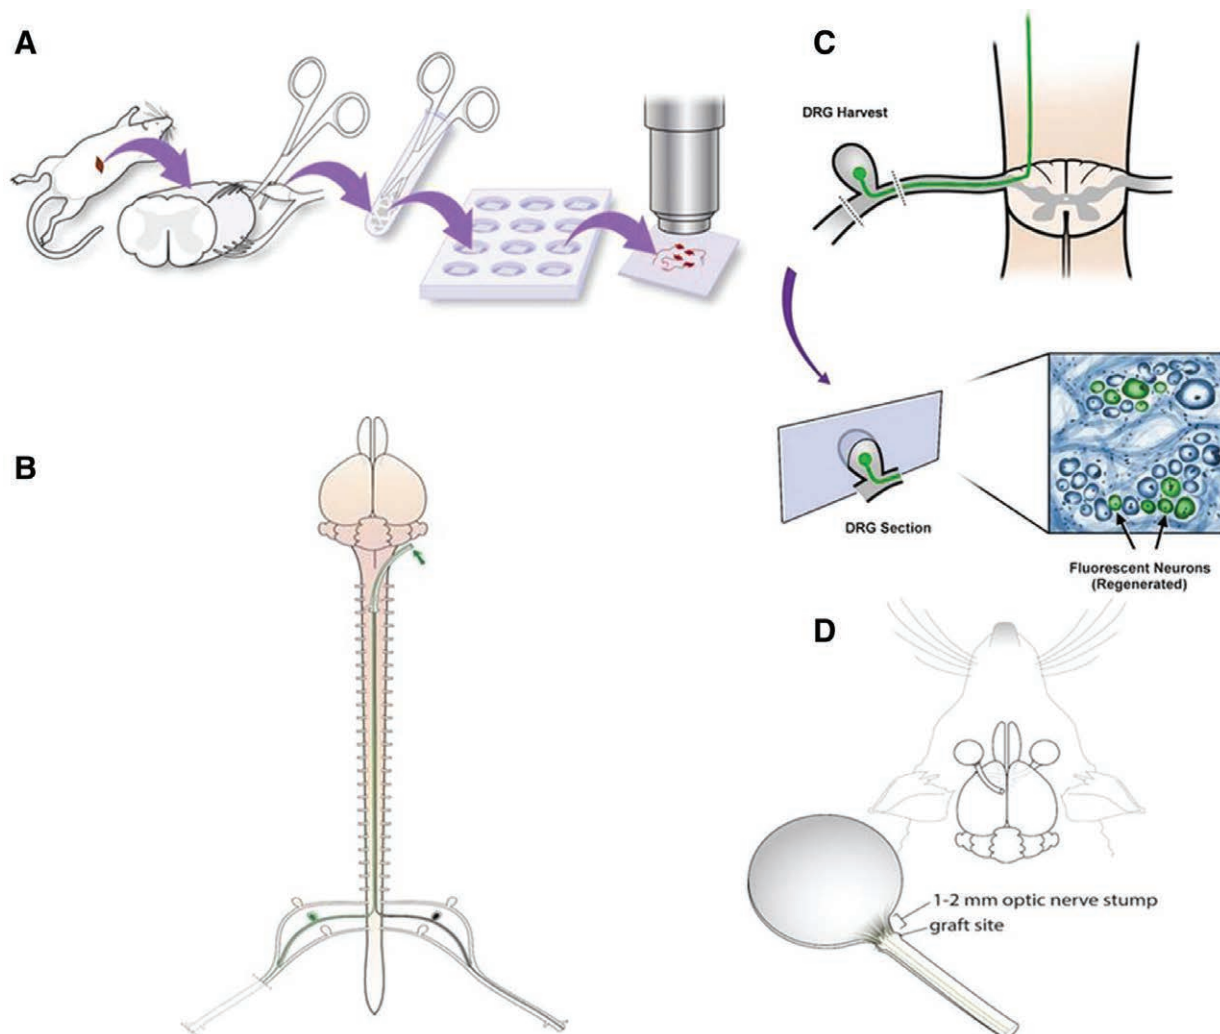 A
C
DRG Harvest
B
DRG Section
Fluorescent Neurons
(Regenerated)
D
1-2 mm optic nerve stump
graft site